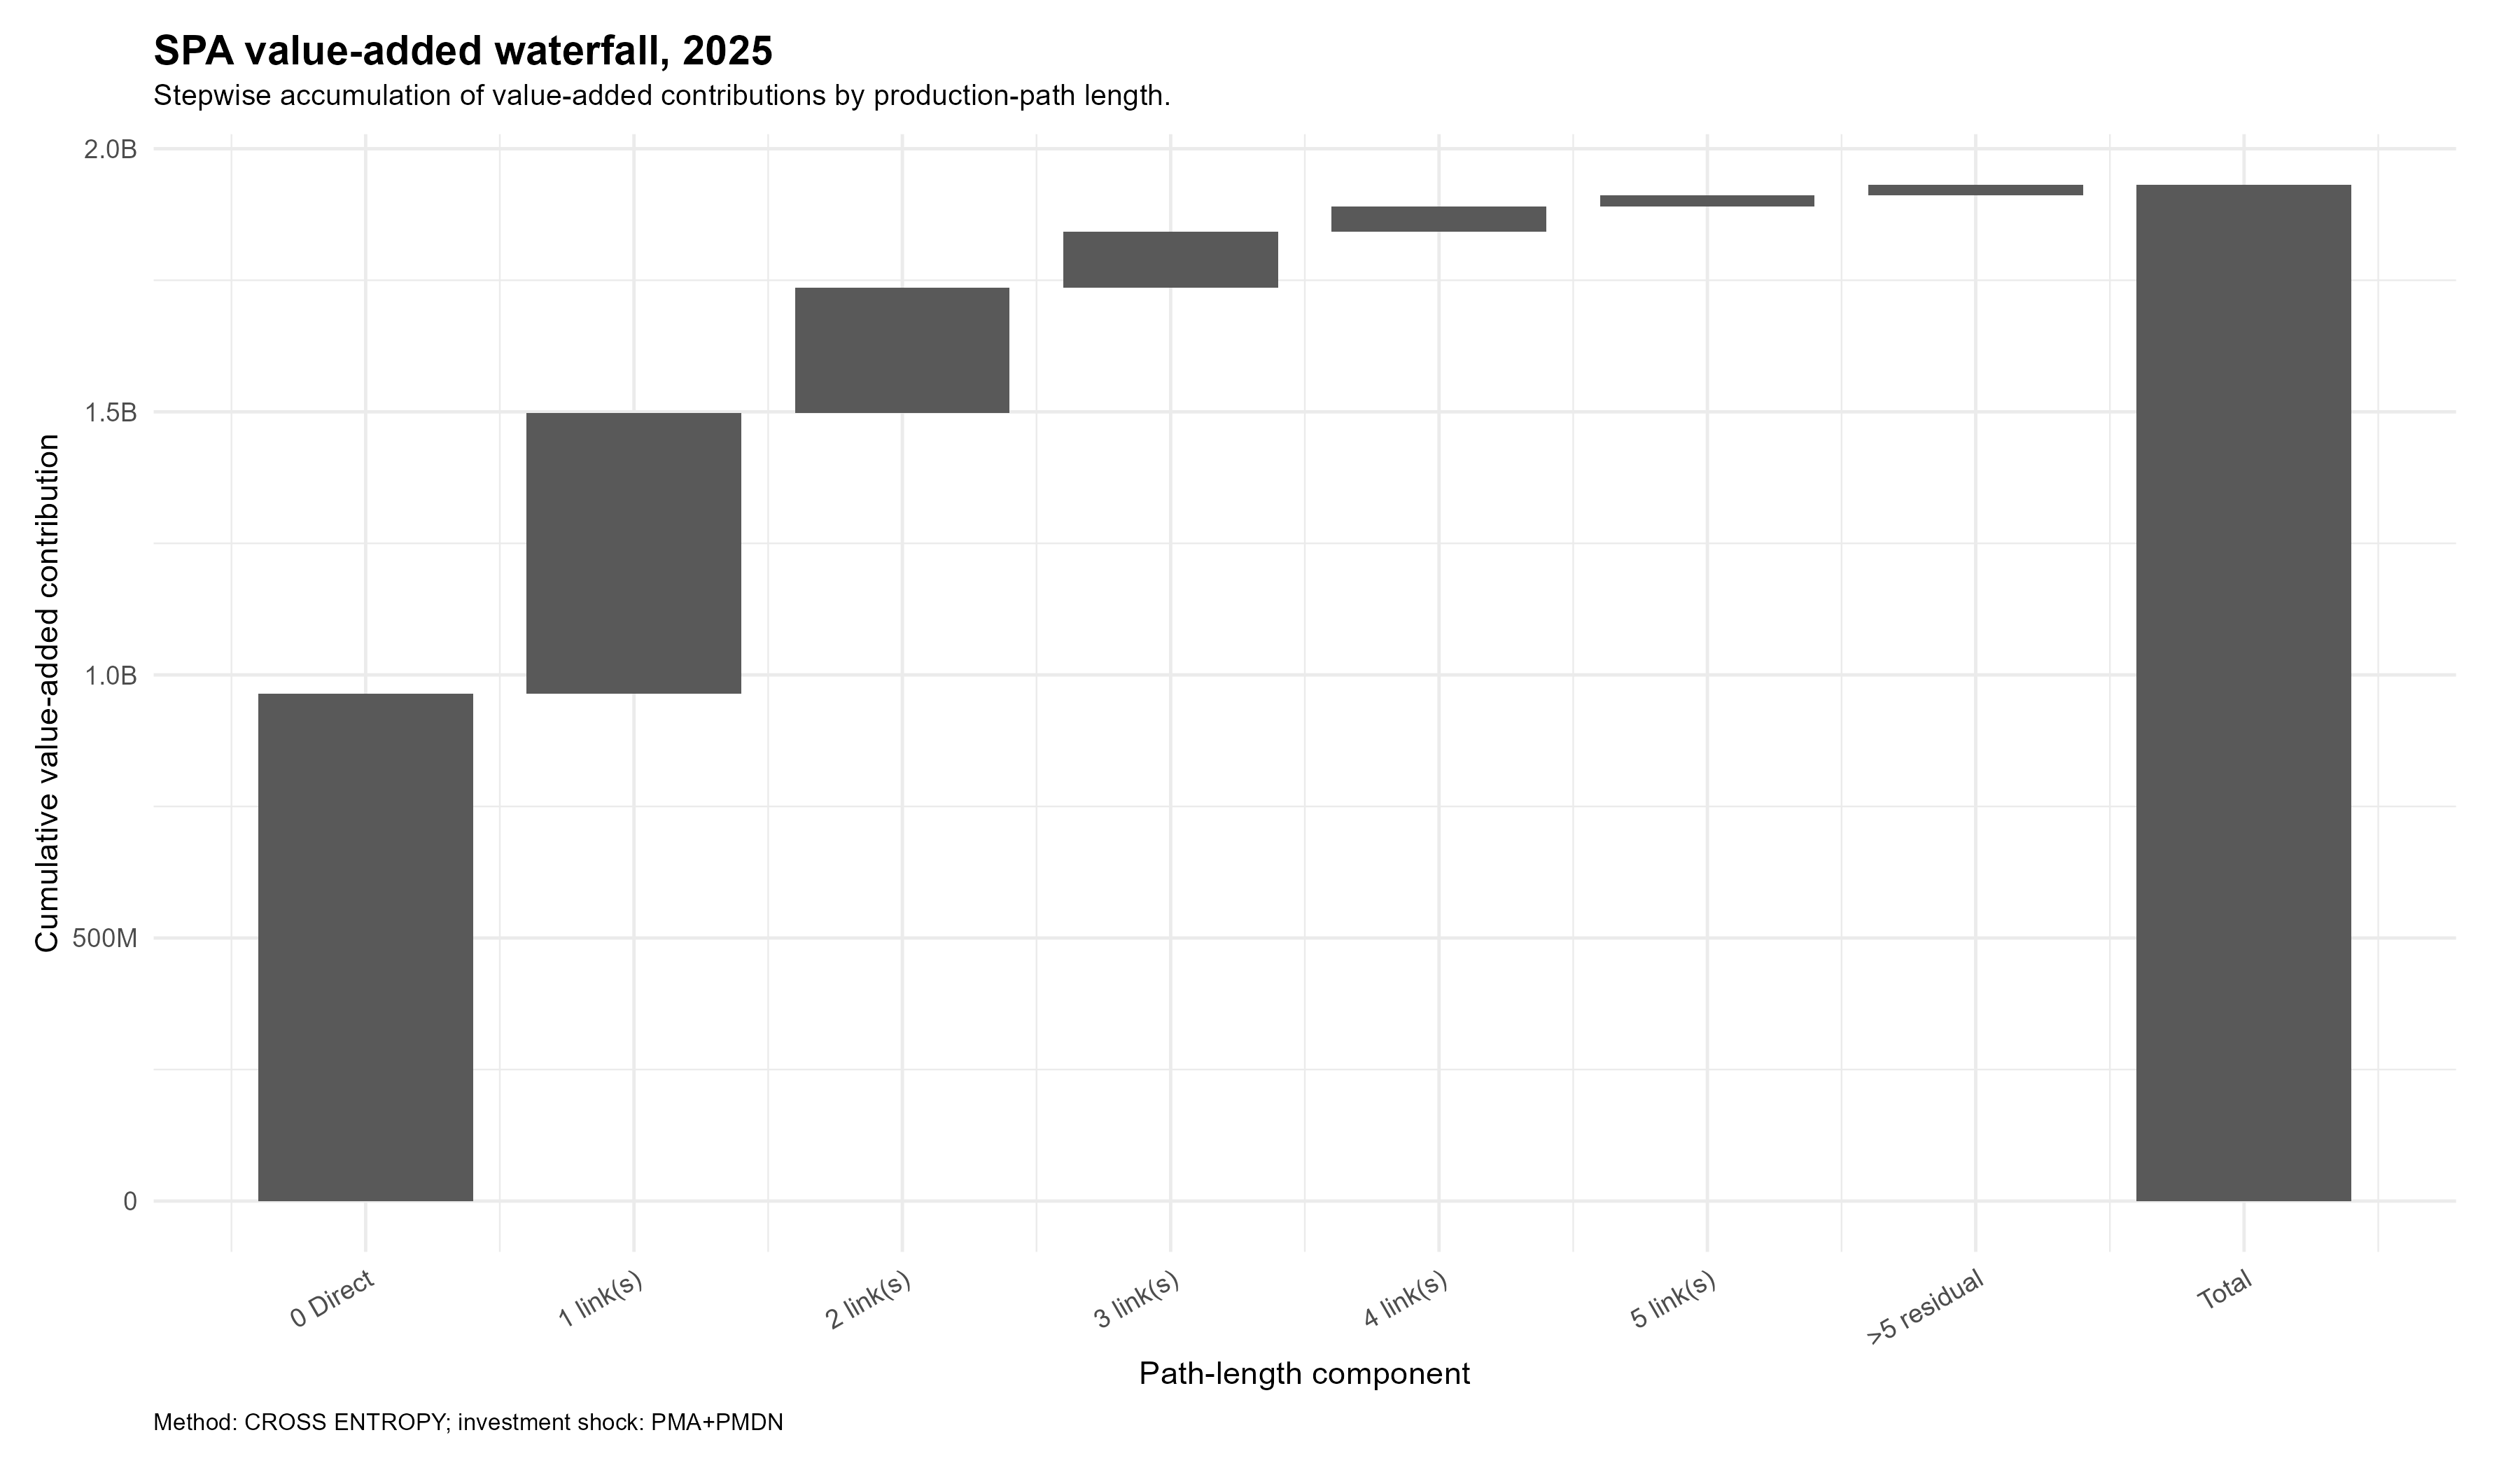 SPA value-added waterfall, 2025
Stepwise accumulation of value-added contributions by production-path length.
Cumulative value-added contribution
2.0B
1.5B
1.0B
500M
0
0 Direct
1 link(s)
2 link(s)
3 link(s)
4 link(s)
5 link(s)
>5 residual
Total
Path-length component
Method: CROSS ENTROPY; investment shock: PMA+PMDN